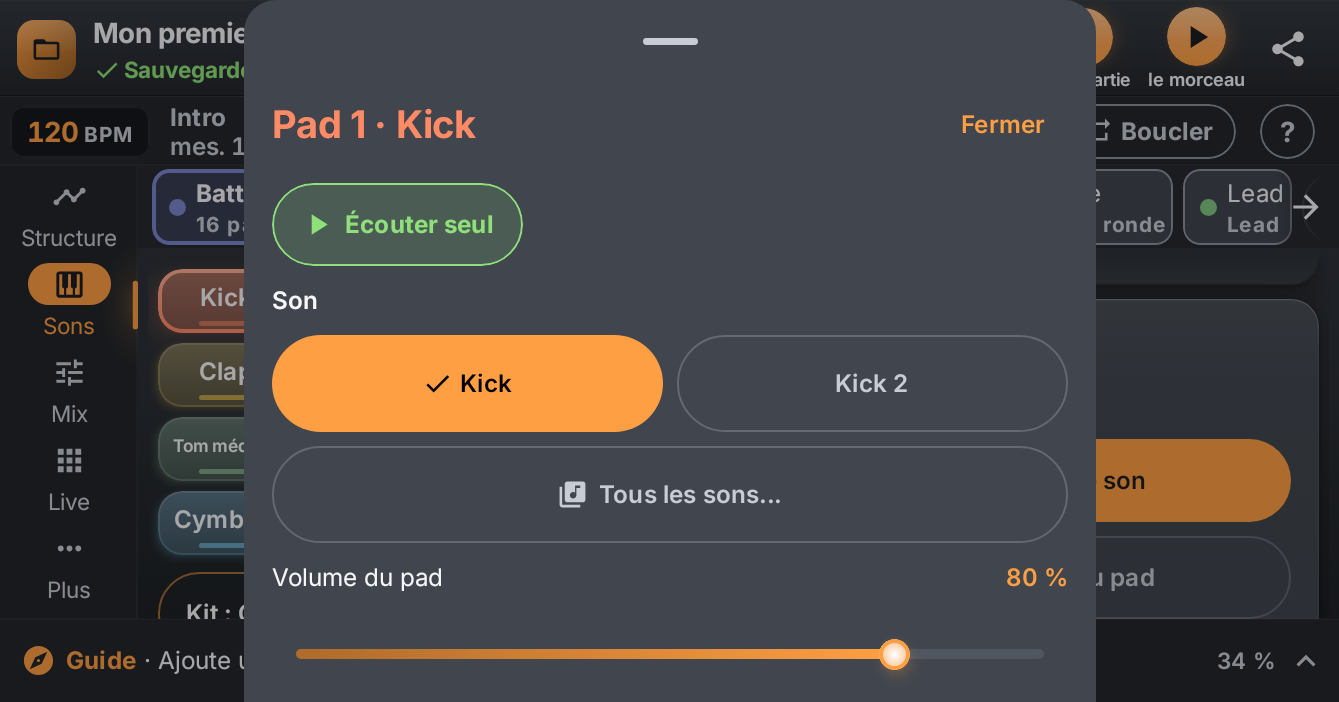 Mon premie
Sauvegard
artie
le morceau
120 BPM
Intro
mes. 1
Boucler
?
Structure
Sons
Mix
Live
Plus
Batt
16 pa
ronde
Lead
Lead
Kick
Clap
Tom méd
Cymb
Kit :
Pad 1 · Kick
Fermer
Écouter seul
Son
Kick
Kick 2
Tous les sons...
Volume du pad
80 %
son
u pad
Guide · Ajoute u
34 %